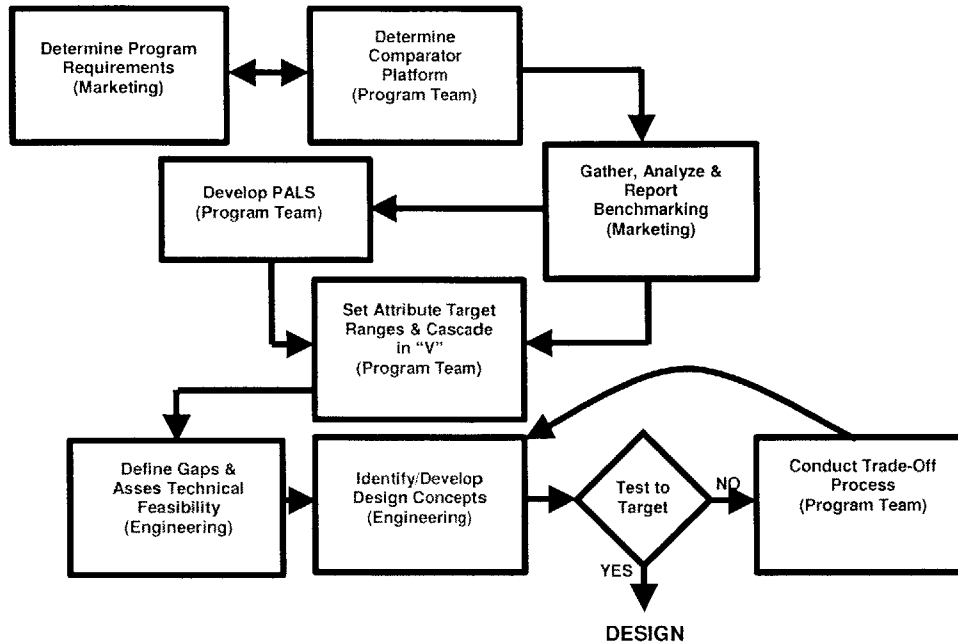 Determine Program
Requirements
(Marketing)
Determine
Comparator
Platform
(Program Team)
Gather, Analyze &
Report
Benchmarking
(Marketing)
Develop PALS
(Program Team)
Set Attribute Target
Ranges & Cascade
in “V”
(Program Team)
Define Gaps &
Asses Technical
Feasibility
(Engineering)
Identify/Develop
Design Concepts
(Engineering)
Test to
Target
NO
Conduct Trade-Off
Process
(Program Team)
YES
DESIGN